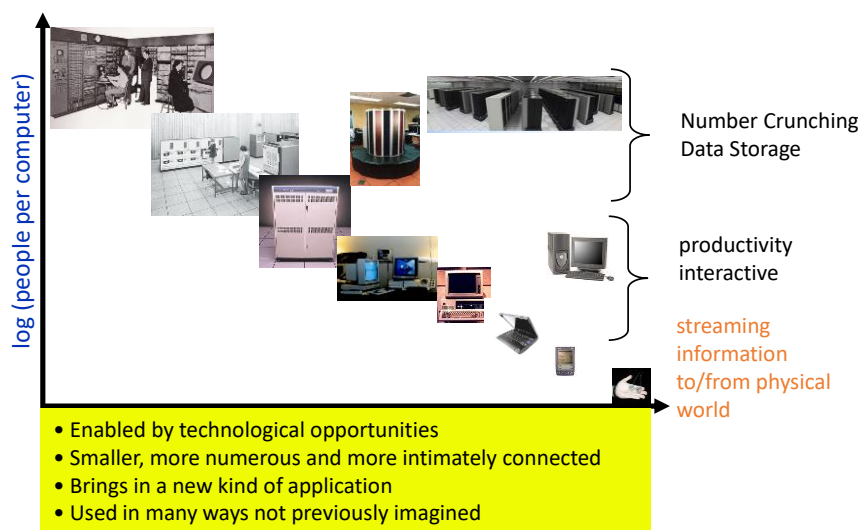 log (people per computer)
Number Crunching
Data Storage
productivity
interactive
streaming
information
to/from physical
world
• Enabled by technological opportunities
• Smaller, more numerous and more intimately connected
• Brings in a new kind of application
• Used in many ways not previously imagined